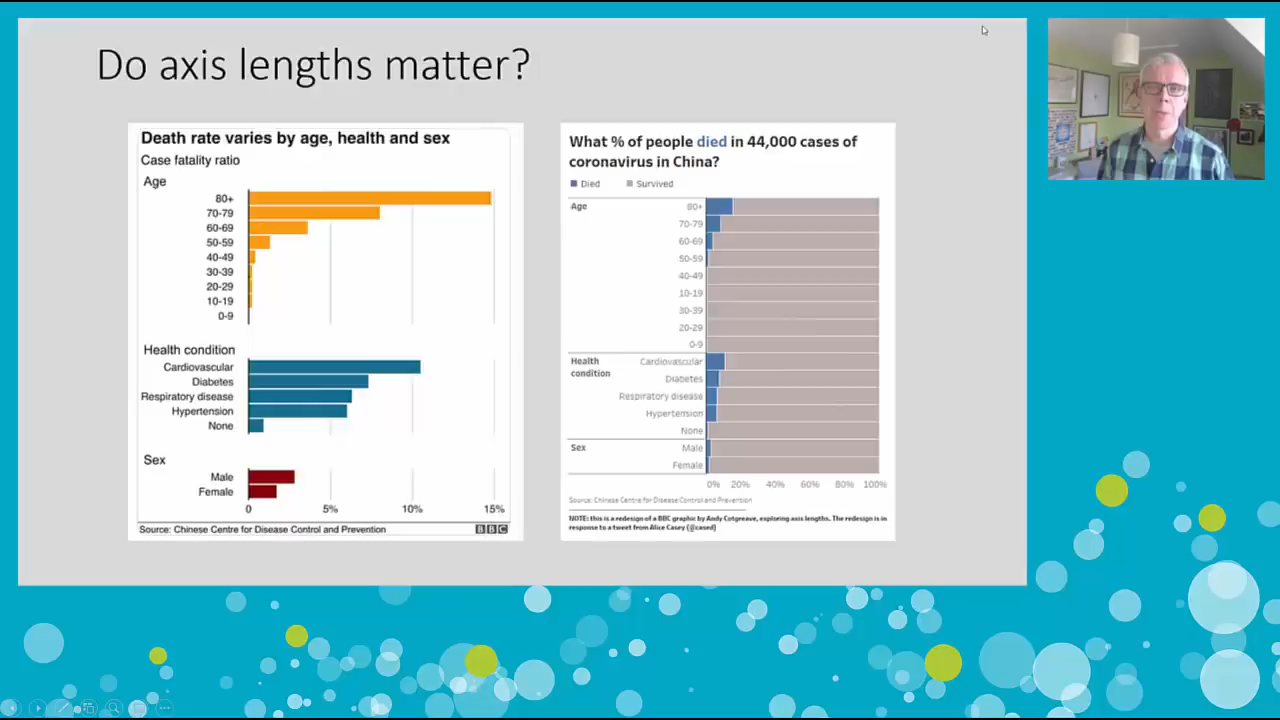 Do axis lengths matter?
Death rate varies by age, health and sex
Case fatality ratio
Age
80+
70-79
60-69
50-59
40-49
30-39
20-29
10-19
0-9
Health condition
Cardiovascular
Diabetes
Respiratory disease
Hypertension
None
Sex
Male
Female
0 5% 10% 15%
Source: Chinese Centre for Disease Control and Prevention BBC
What % of people died in 44,000 cases of
coronavirus in China?
Died Survived
Age 80+
70-79
60-69
50-59
40-49
10-19
30-39
20-29
0-9
Health Cardiovascular
condition
Diabetes
Respiratory disease
Hypertension
None
Sex Male
Female
0% 20% 40% 60% 80% 100%
Source: Chinese Centre for Disease Control and Prevention
NOTE: this is a redesign of a BBC graphic by Andy Cotgreave, exploring axis lengths. The redesign is in
response to a tweet from Alice Casey (@cased)